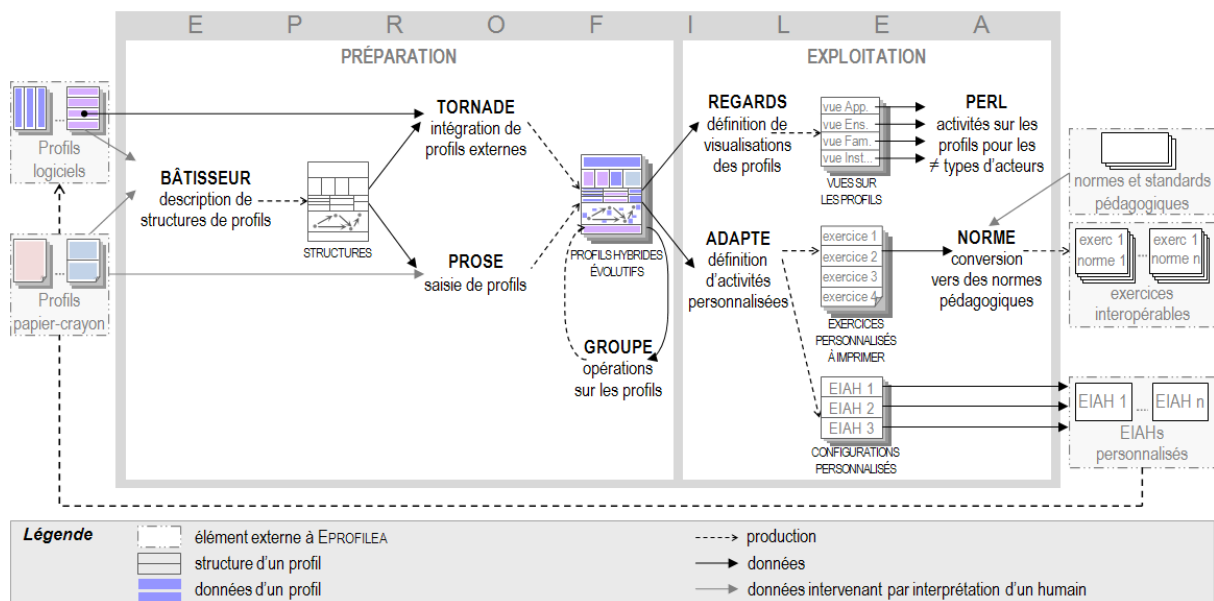 E P R O F I L E A
PRÉPARATION
EXPLOITATION
...
Profils
logiciels
...
Profils
papier-crayon
BÂTISSEUR
description de
structures de profils
STRUCTURES
TORNADE
intégration de
profils externes
PROSE
saisie de profils
PROFILS HYBRIDES
ÉVOLUTIFS
GROUPE
opérations
sur les profils
REGARDS
définition de
visualisations
des profils
vue App.
vue Ens.
vue Fam.
vue Inst...
VUES SUR
LES PROFILS
PERL
activités sur les
profils pour les
≠ types d'acteurs
ADAPTE
définition
d'activités
personnalisées
exercice 1
exercice 2
exercice 3
exercice 4
EXERCICES
PERSONNALISÉS
À IMPRIMER
NORME
conversion
vers des normes
pédagogiques
EIAH 1
EIAH 2
EIAH 3
CONFIGURATIONS
PERSONNALISÉS
normes et standards
pédagogiques
exerc 1 ... exerc 1
norme 1 norme n
exercices
interopérables
EIAH 1 ... EIAH n
EIAHs
personnalisés
Légende
élément externe à EPROFILEA
structure d'un profil
données d'un profil
production
données
données intervenant par interprétation d'un humain